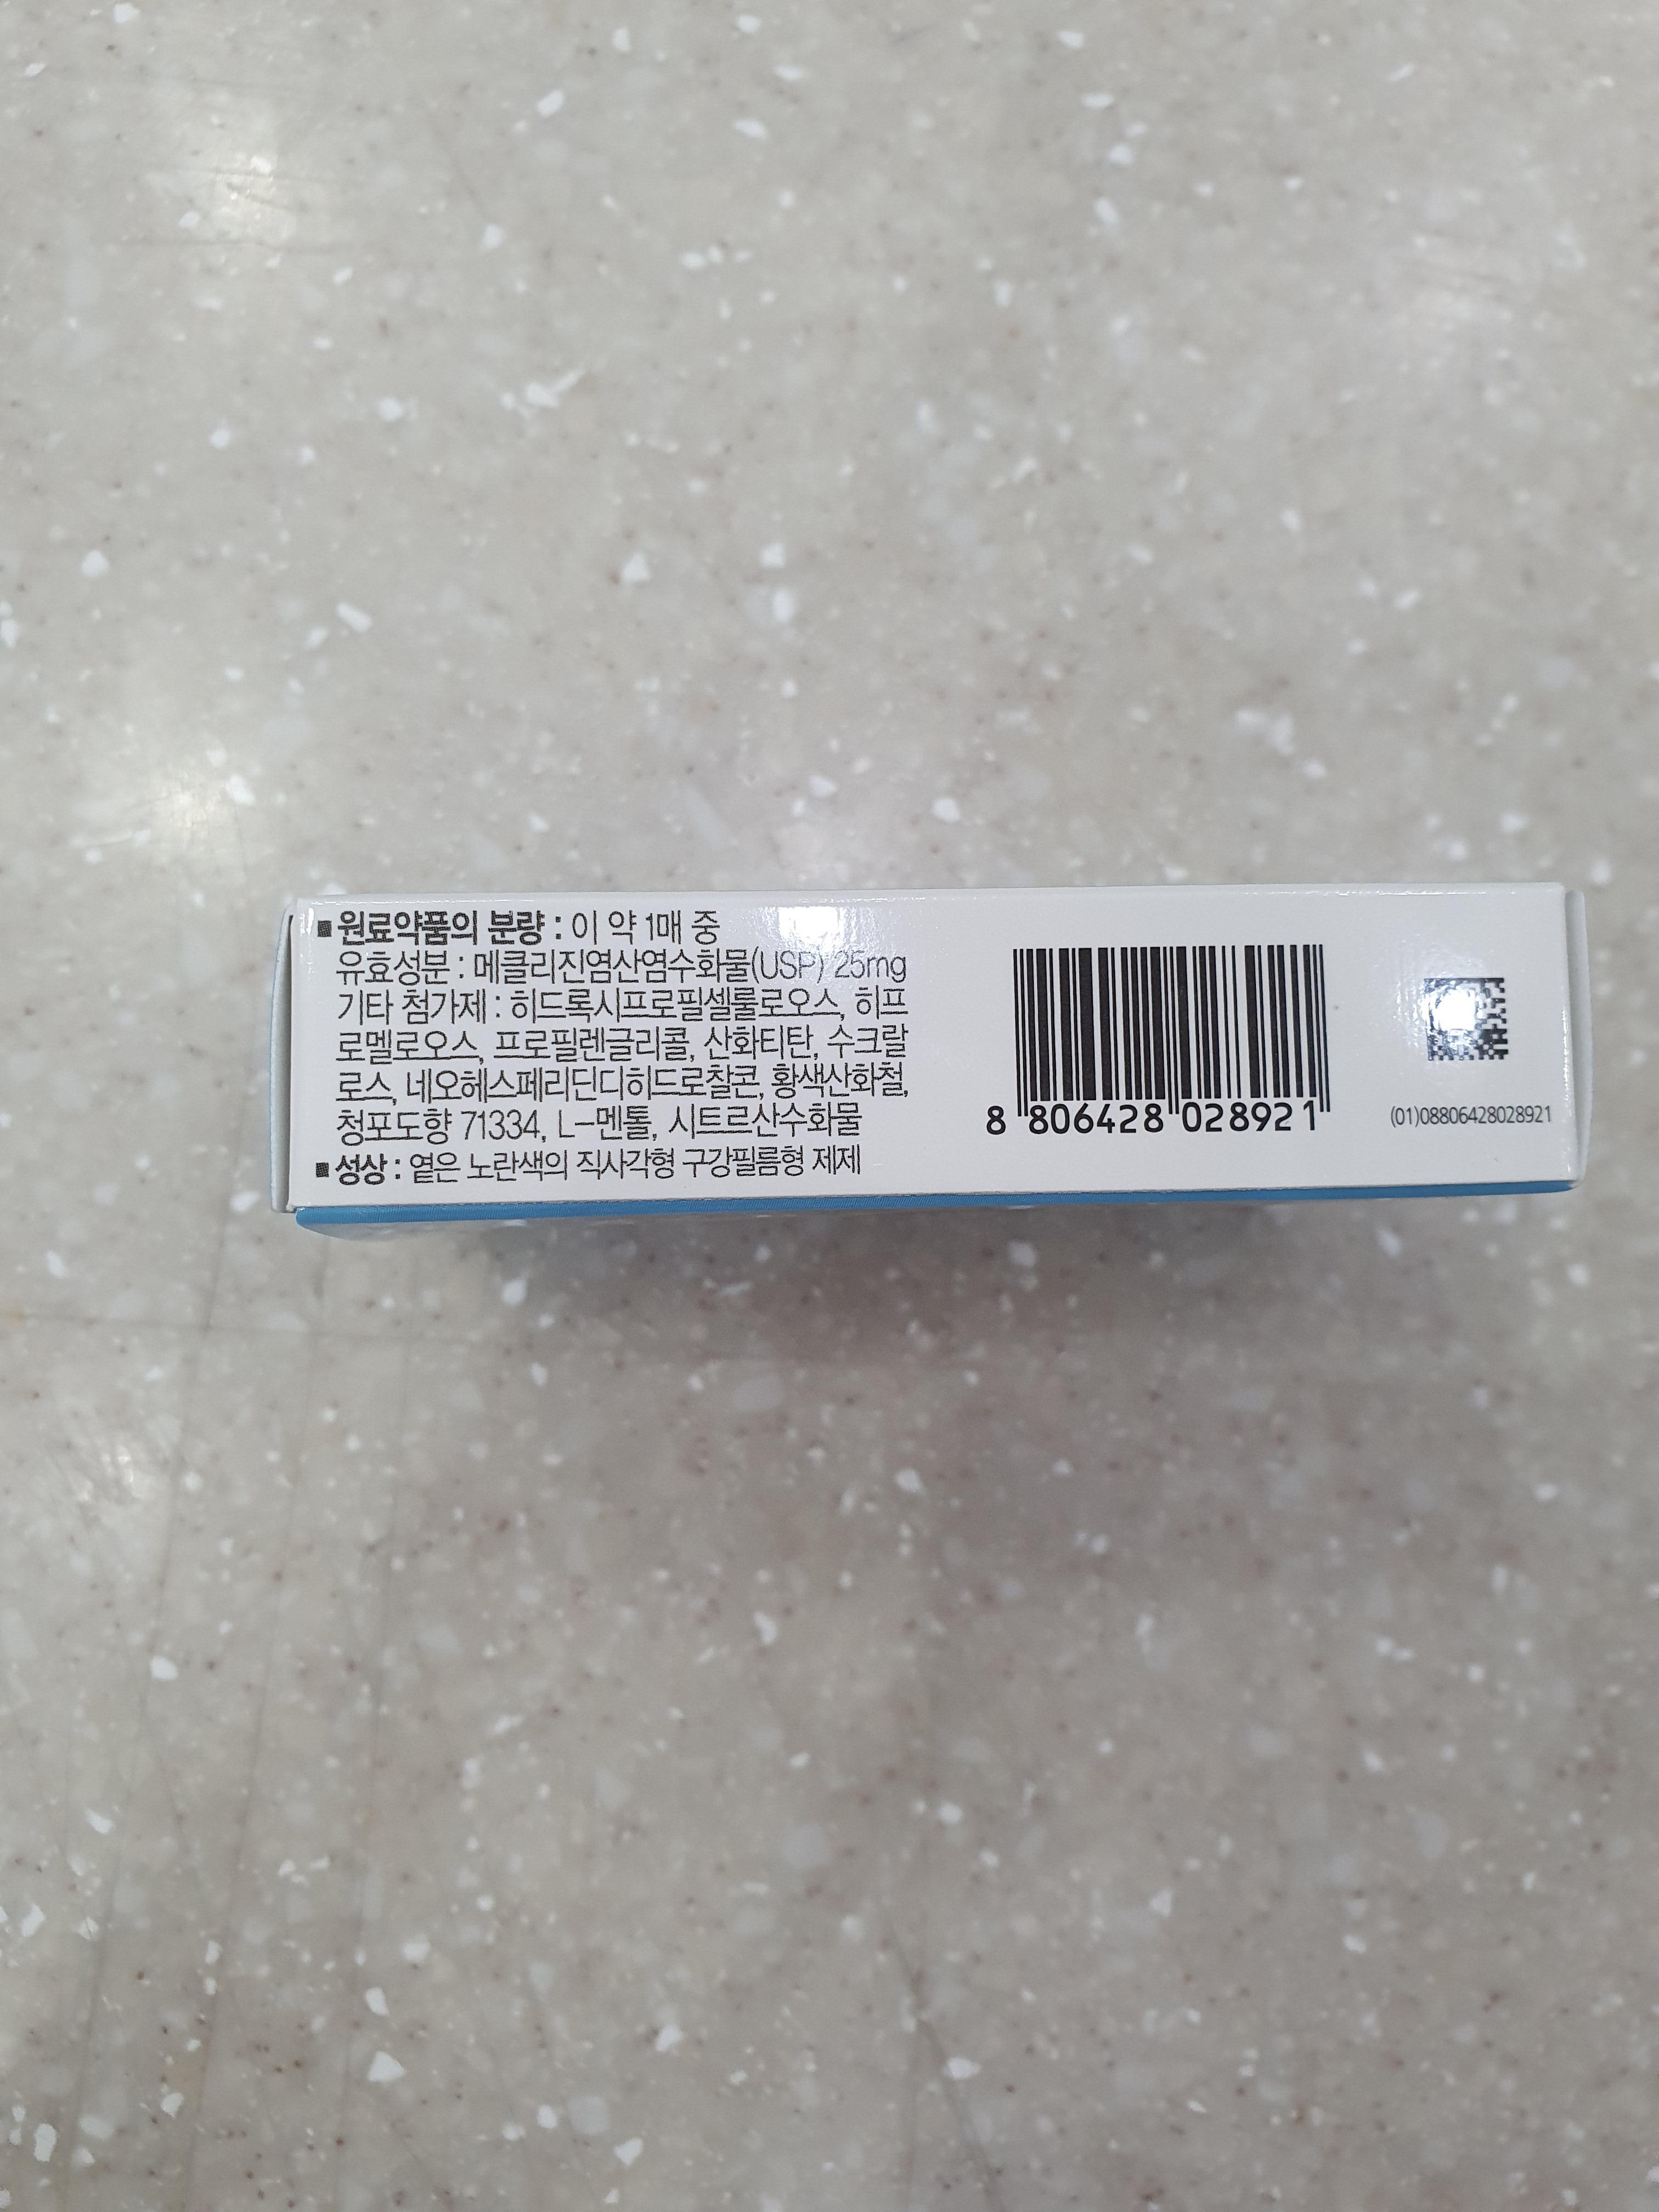 ■ 원료약품의 분량 : 이 약 1매 중
유효성분 : 메클리진염산염수화물(USP) 25mg
기타 첨가제 : 히드록시프로필셀룰로오스, 히프
로멜로오스, 프로필렌글리콜, 산화티탄, 수크랄
로스, 네오헤스페리딘디히드로찰콘, 황색산화철,
청포도향 71334, L-멘톨, 시트르산수화물
■ 성상 : 옅은 노란색의 직사각형 구강필름형 제제
8 806428 028921
(01)08806428028921